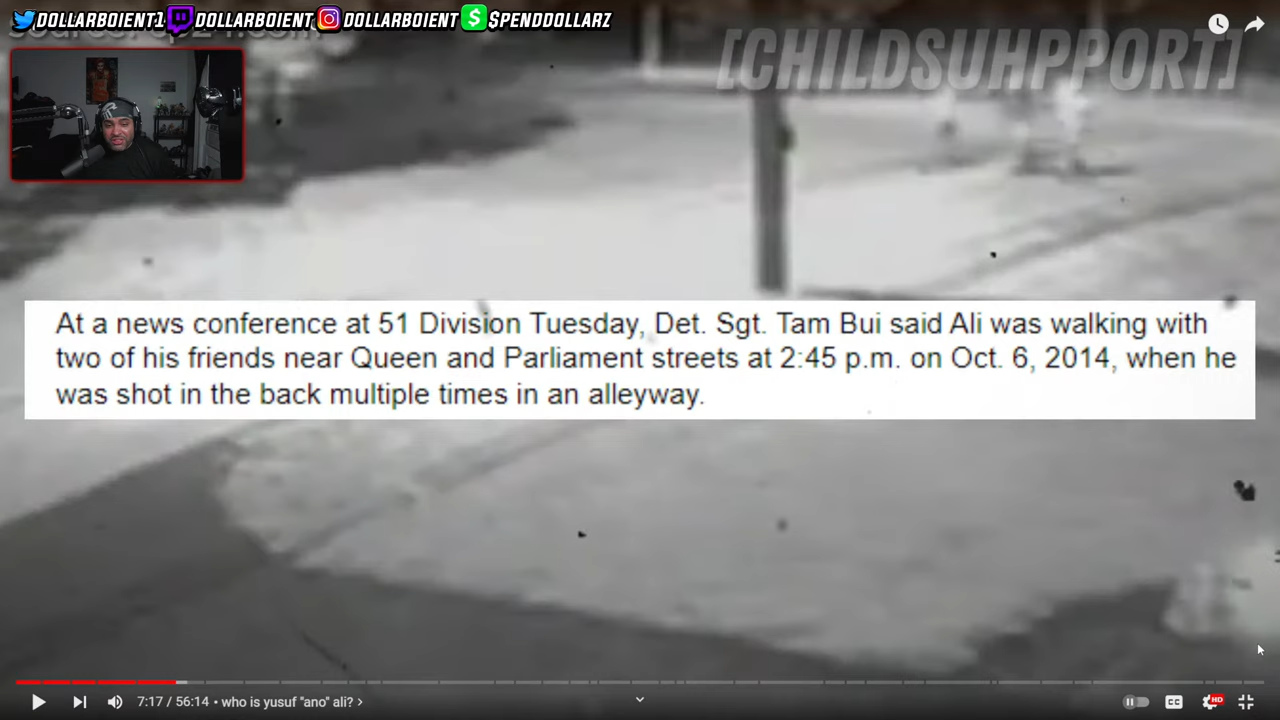 DOLLARBOIENT1 DOLLARBOIENT DOLLARBOIENT $PENDDOLLARZ
[CHILDSUHPPORT]
At a news conference at 51 Division Tuesday, Det. Sgt. Tam Bui said Ali was walking with
two of his friends near Queen and Parliament streets at 2:45 p.m. on Oct. 6, 2014, when he
was shot in the back multiple times in an alleyway.
7:17 / 56:14 • who is yusuf "ano" ali? >
CC
HD